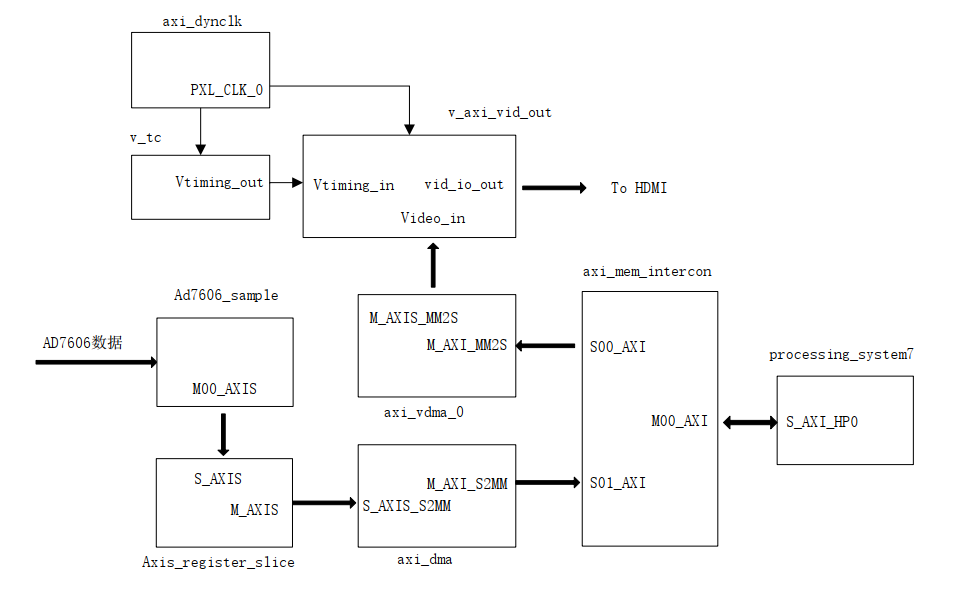 axi_dynclk
PXL_CLK_0
v_axi_vid_out
v_tc
Vtiming_out
Vtiming_in
vid_io_out
To HDMI
Video_in
axi_mem_intercon
Ad7606_sample
M_AXIS_MM2S
AD7606数据
M_AXI_MM2S
S00_AXI
processing_system7
M00_AXIS
axi_vdma_0
M00_AXI
S_AXI_HP0
S_AXIS
M_AXI_S2MM
S01_AXI
M_AXIS
S_AXIS_S2MM
Axis_register_slice
axi_dma